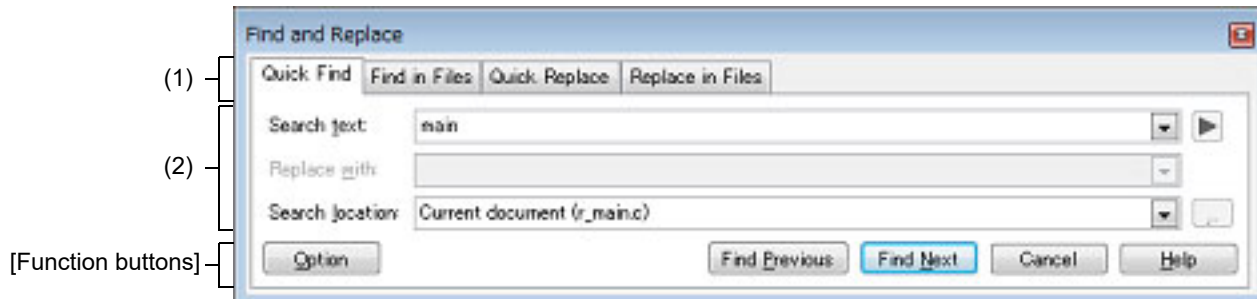 Find and Replace
(1)
Quick Find Find in Files Quick Replace Replace in Files
Search text: main
(2)
Replace with:
Search location: Current document (r_main.c)
[Function buttons]
Option Find Previous Find Next Cancel Help